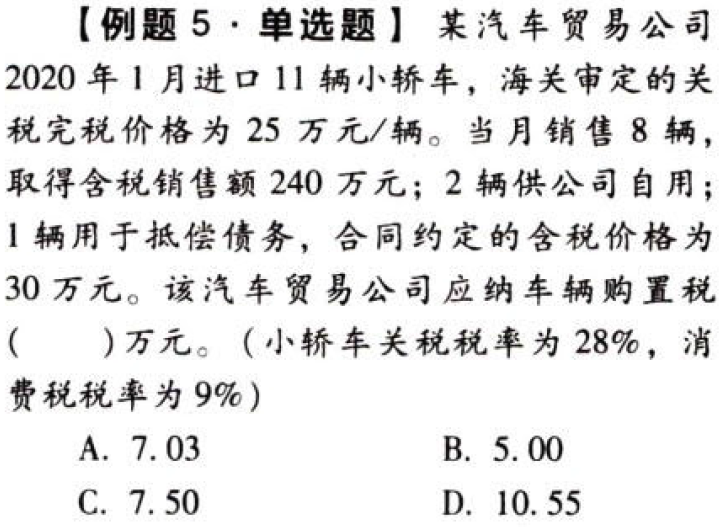 【例题 5 · 单选题】 某汽车贸易公司
2020 年 1 月进口 11 辆小轿车，海关审定的关
税完税价格为 25 万元/辆。当月销售 8 辆，
取得含税销售额 240 万元；2 辆供公司自用；
1 辆用于抵偿债务，合同约定的含税价格为
30 万元。该汽车贸易公司应纳车辆购置税
(　　)万元。(小轿车关税税率为 28%，消
费税税率为 9%)
A. 7.03　　B. 5.00
C. 7.50　　D. 10.55